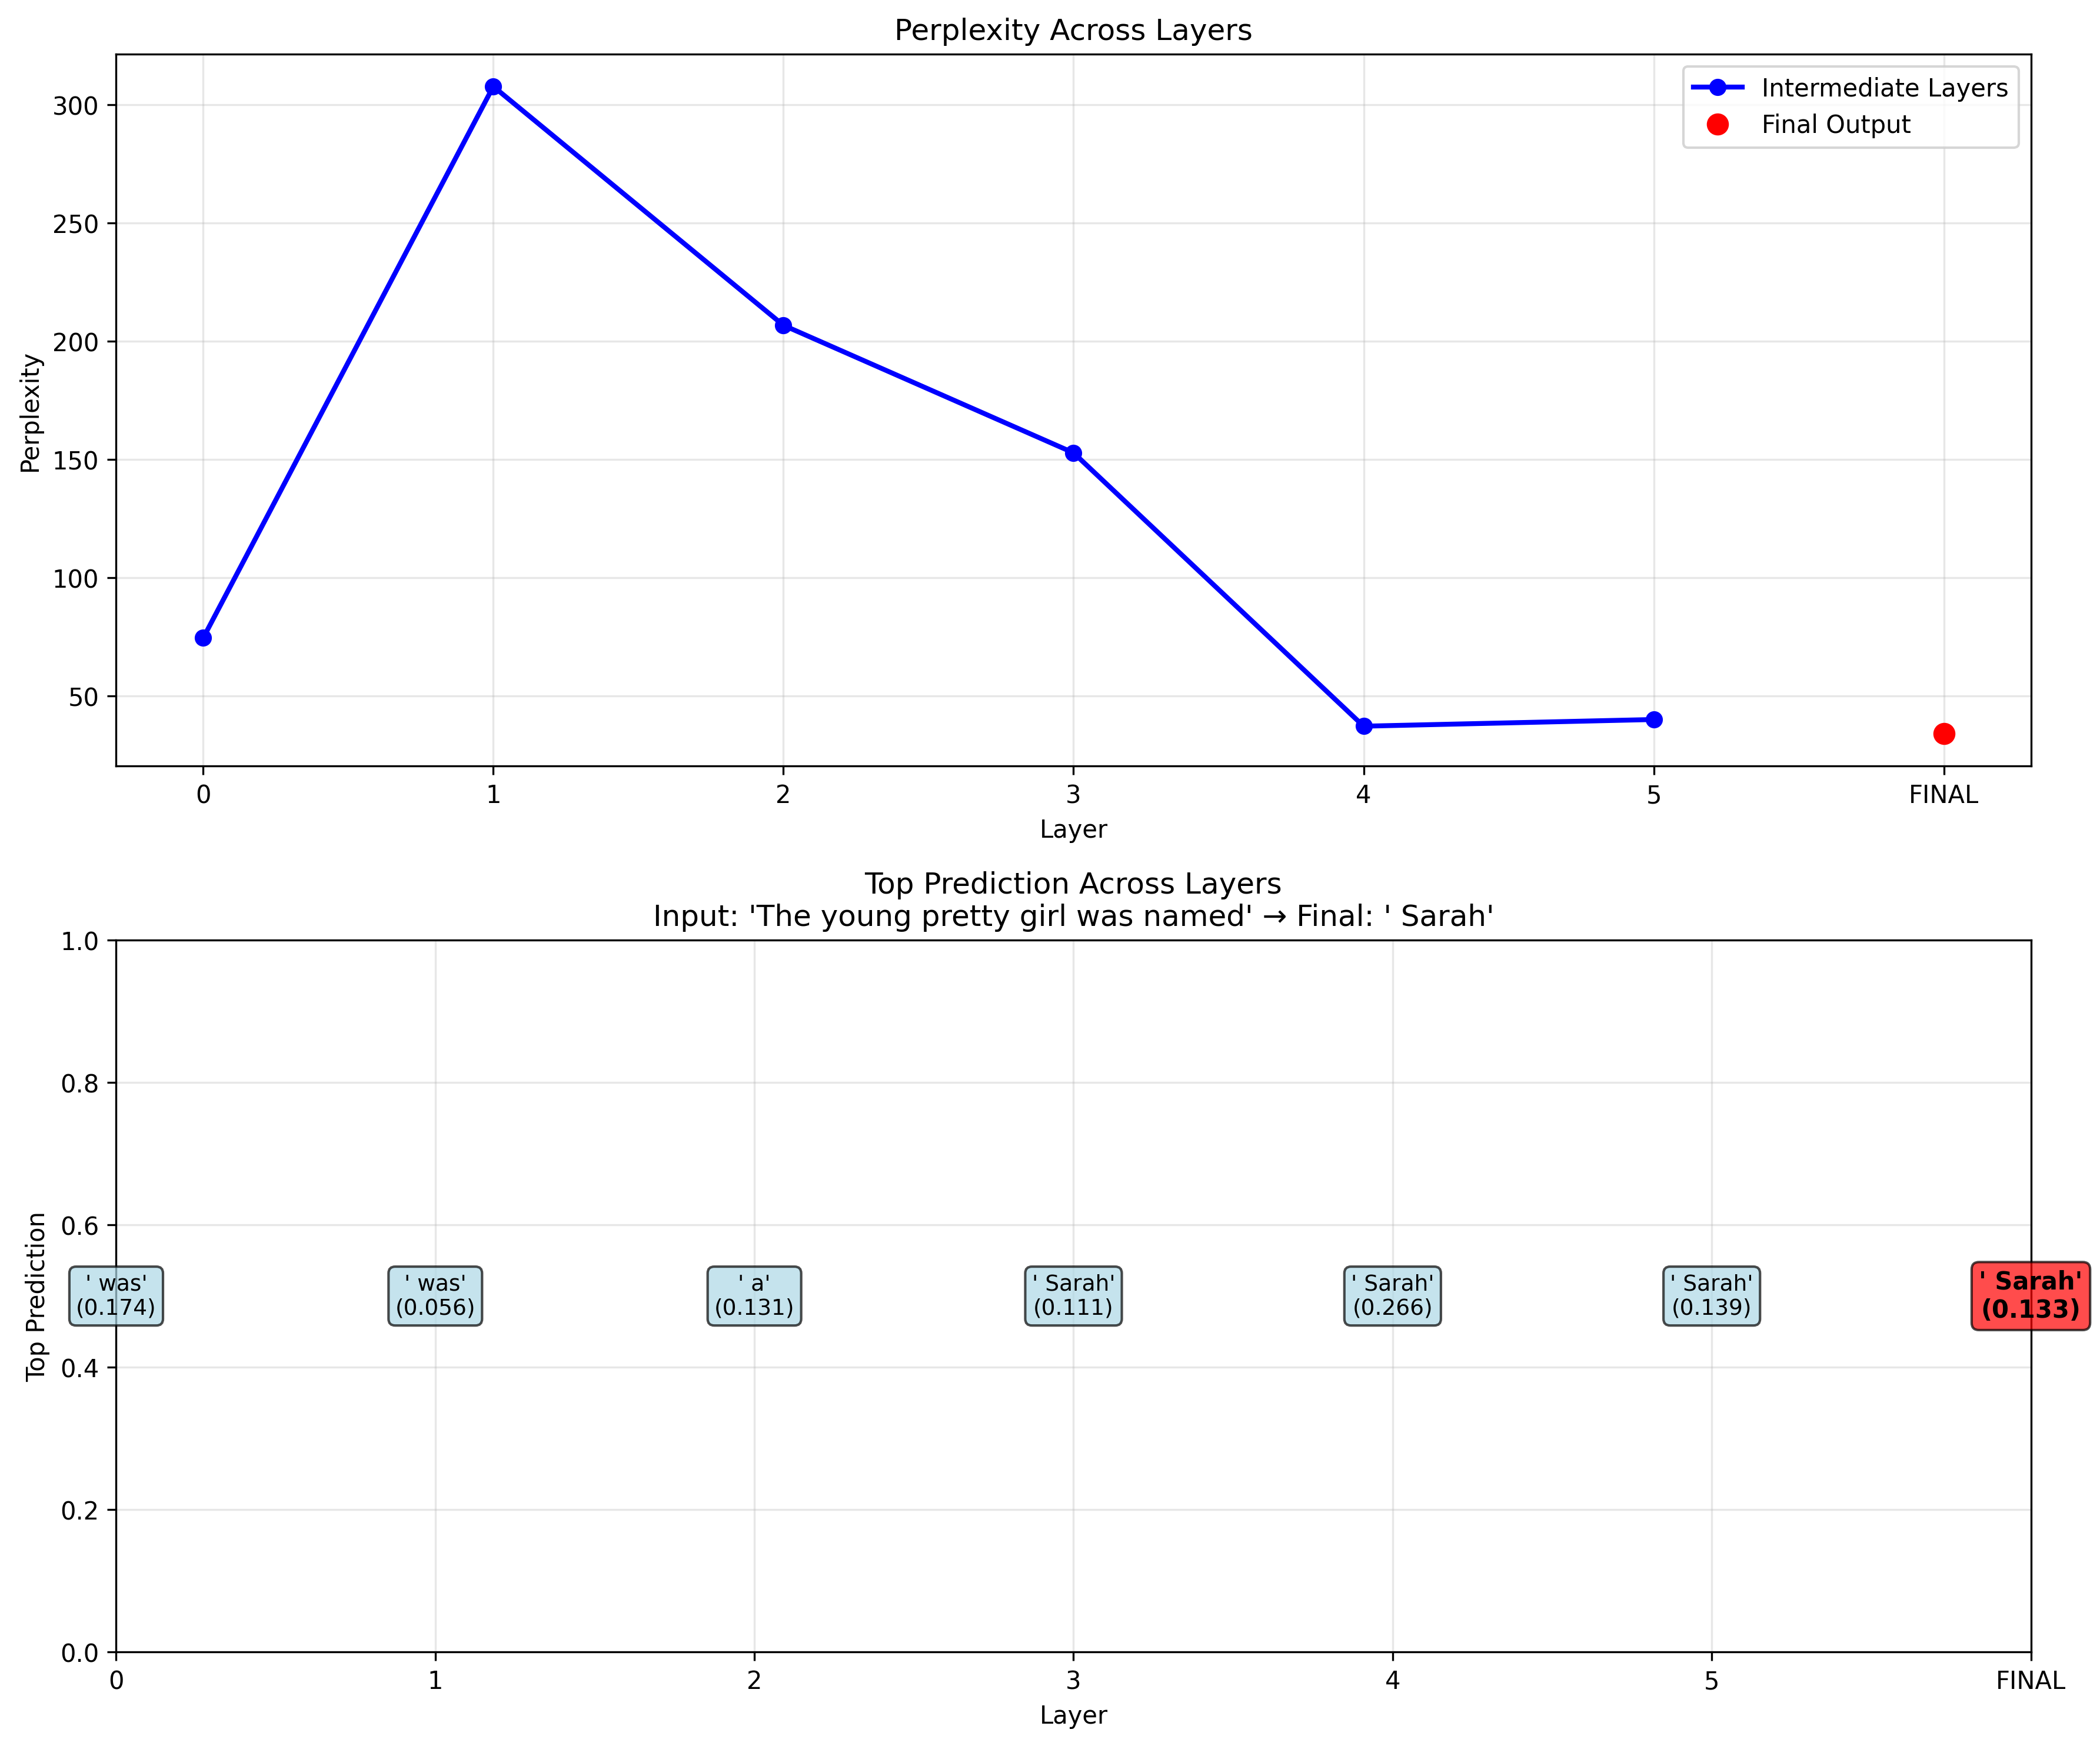 Perplexity Across Layers
Intermediate Layers
Final Output
300
250
200
150
100
50
Perplexity
0 1 2 3 4 5 FINAL
Layer
Top Prediction Across Layers
Input: 'The young pretty girl was named' → Final: ' Sarah'
1.0
0.8
0.6
0.4
0.2
0.0
Top Prediction
' was'
(0.174)
' was'
(0.056)
' a'
(0.131)
' Sarah'
(0.111)
' Sarah'
(0.266)
' Sarah'
(0.139)
' Sarah'
(0.133)
0 1 2 3 4 5 FINAL
Layer